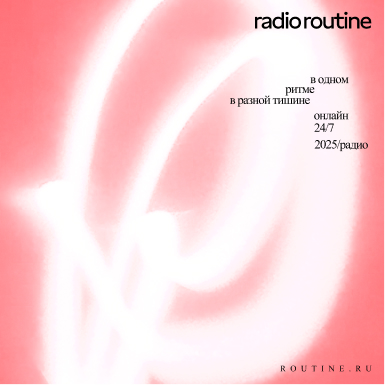 radio routine
в одном
ритме
в разной тишине
онлайн
24/7
2025/радио
ROUTINE.RU